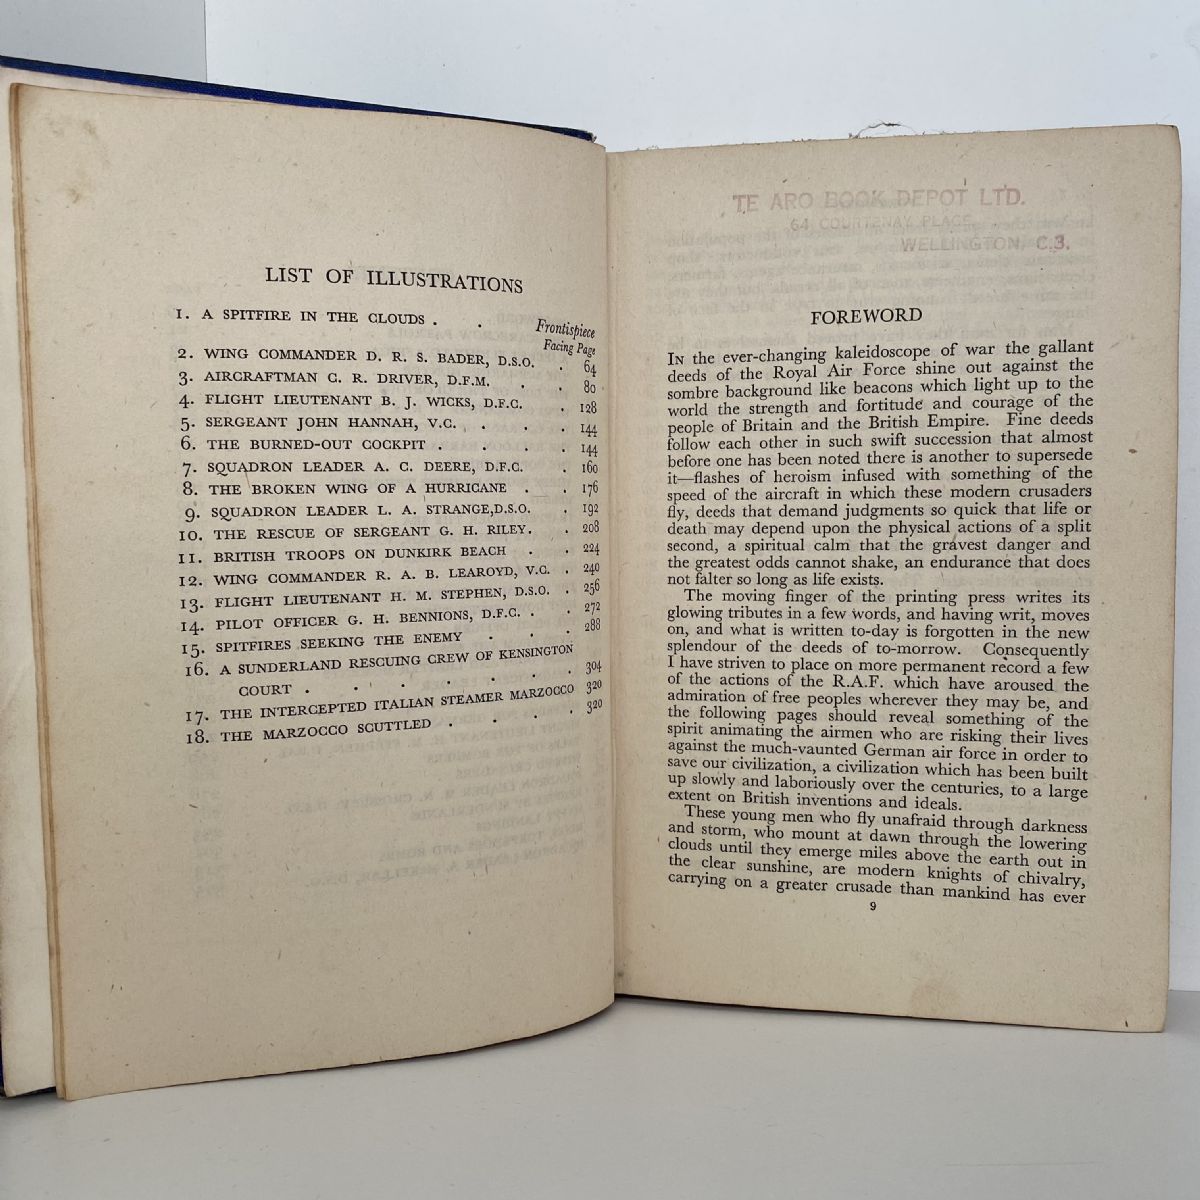 LIST OF ILLUSTRATIONS
1. A SPITFIRE IN THE CLOUDS . . Frontispiece
Facing Page
2. WING COMMANDER D. R. S. BADER, D.S.O. . 64
3. AIRCRAFTMAN C. R. DRIVER, D.F.M. . . 80
4. FLIGHT LIEUTENANT B. J. WICKS, D.F.C. . 128
5. SERGEANT JOHN HANNAH, V.C. . . . 144
6. THE BURNED-OUT COCKPIT . . . . 144
7. SQUADRON LEADER A. C. DEERE, D.F.C. . 160
8. THE BROKEN WING OF A HURRICANE . . 176
9. SQUADRON LEADER L. A. STRANGE,D.S.O. . 192
10. THE RESCUE OF SERGEANT G. H. RILEY. . 208
11. BRITISH TROOPS ON DUNKIRK BEACH . . 224
12. WING COMMANDER R. A. B. LEAROYD, V.C. . 240
13. FLIGHT LIEUTENANT H. M. STEPHEN, D.S.O. . 256
14. PILOT OFFICER G. H. BENNIONS, D.F.C. . . 272
15. SPITFIRES SEEKING THE ENEMY . . . 288
16. A SUNDERLAND RESCUING CREW OF KENSINGTON
COURT . . . . . . . 304
17. THE INTERCEPTED ITALIAN STEAMER MARZOCCO 320
18. THE MARZOCCO SCUTTLED . . . . 320
TE ARO BOOK DEPOT LTD.
64 COURTENAY PLACE
WELLINGTON, C.3.
FOREWORD
IN the ever-changing kaleidoscope of war the gallant
deeds of the Royal Air Force shine out against the
sombre background like beacons which light up to the
world the strength and fortitude and courage of the
people of Britain and the British Empire. Fine deeds
follow each other in such swift succession that almost
before one has been noted there is another to supersede
it—flashes of heroism infused with something of the
speed of the aircraft in which these modern crusaders
fly, deeds that demand judgments so quick that life or
death may depend upon the physical actions of a split
second, a spiritual calm that the gravest danger and
the greatest odds cannot shake, an endurance that does
not falter so long as life exists.
The moving finger of the printing press writes its
glowing tributes in a few words, and having writ, moves
on, and what is written to-day is forgotten in the new
splendour of the deeds of to-morrow. Consequently
I have striven to place on more permanent record a few
of the actions of the R.A.F. which have aroused the
admiration of free peoples wherever they may be, and
the following pages should reveal something of the
spirit animating the airmen who are risking their lives
against the much-vaunted German air force in order to
save our civilization, a civilization which has been built
up slowly and laboriously over the centuries, to a large
extent on British inventions and ideals.
These young men who fly unafraid through darkness
and storm, who mount at dawn through the lowering
clouds until they emerge miles above the earth out in
the clear sunshine, are modern knights of chivalry,
carrying on a greater crusade than mankind has ever
9